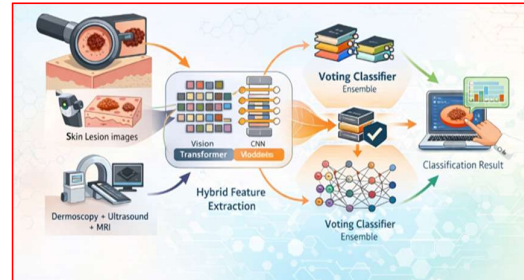 Skin Lesion images
Dermoscopy + Ultrasound
+ MRI
Vision
CNN
Transformer
Hybrid Feature
Extraction
Voting Classifier
Ensemble
Voting Classifier
Ensemble
Classification Result